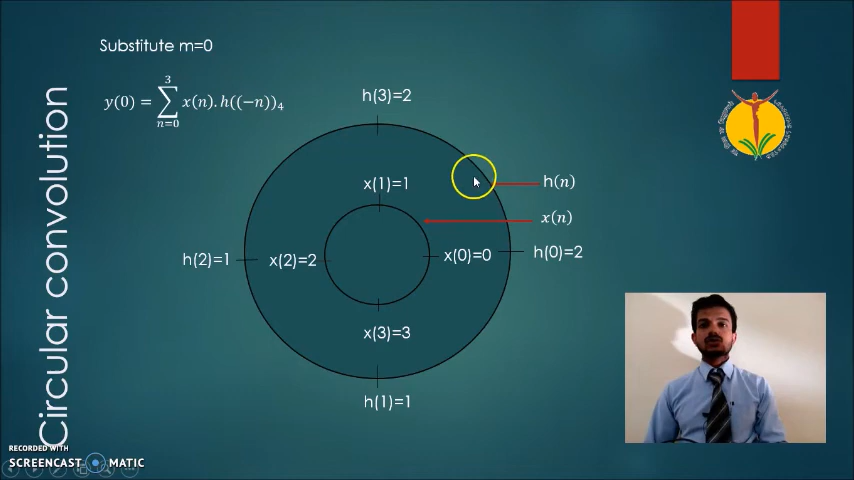 Substitute m=0
y(0) = ∑ₙ₌₀³ x(n). h((−n))₄
Circular convolution
h(3)=2
x(1)=1
h(n)
x(n)
h(2)=1
x(2)=2
x(0)=0
h(0)=2
x(3)=3
h(1)=1
RECORDED WITH
SCREENCAST MATIC